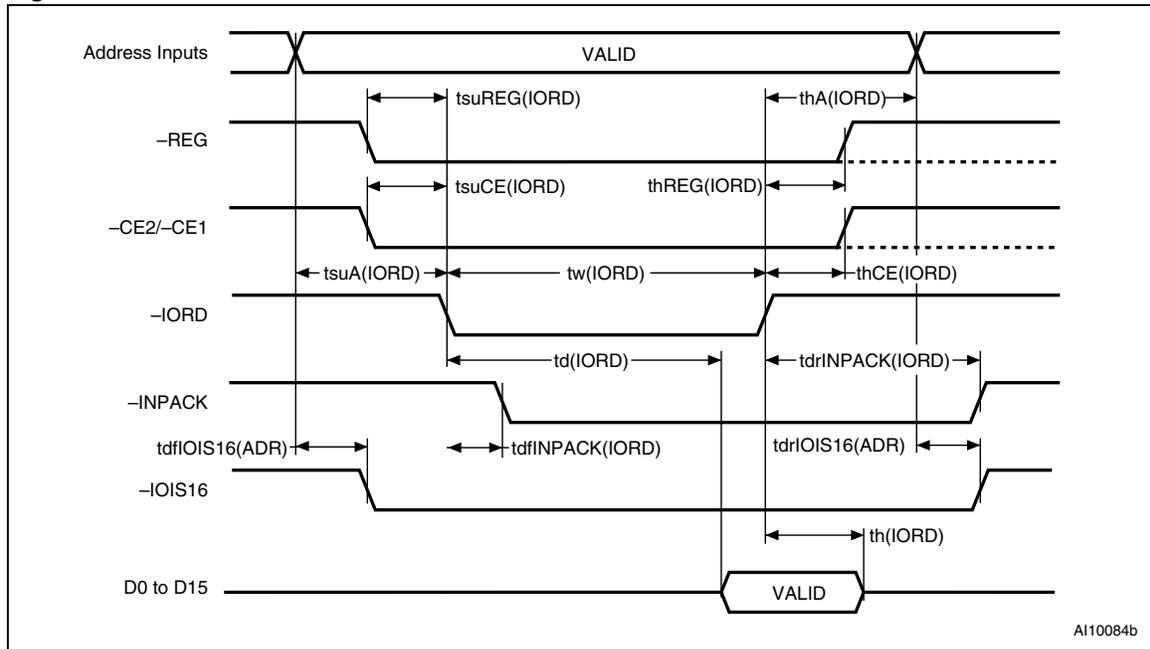 Address Inputs
VALID
tsuREG(IORD)
thA(IORD)
–REG
tsuCE(IORD)
thREG(IORD)
–CE2/–CE1
tsuA(IORD)
tw(IORD)
thCE(IORD)
–IORD
td(IORD)
tdrINPACK(IORD)
–INPACK
tdfIOIS16(ADR)
tdfINPACK(IORD)
tdrIOIS16(ADR)
–IOIS16
th(IORD)
D0 to D15
VALID
AI10084b